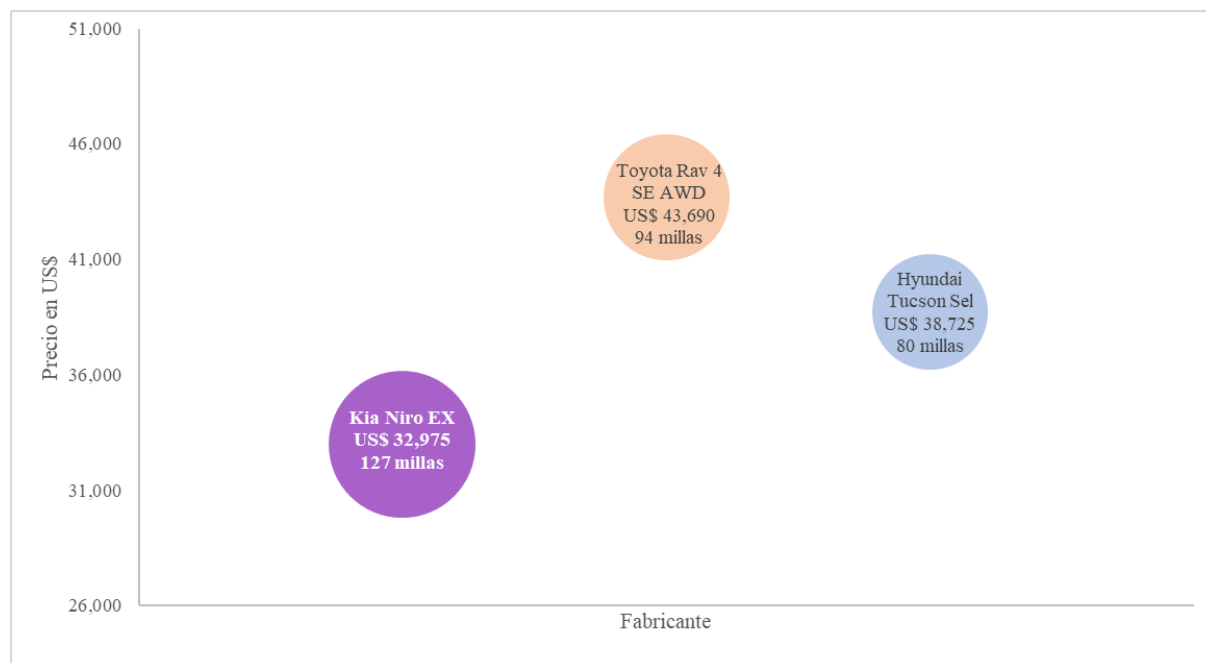 51,000
46,000
41,000
36,000
31,000
26,000
Precio en US$
Toyota Rav 4
SE AWD
US$ 43,690
94 millas
Hyundai
Tucson Sel
US$ 38,725
80 millas
Kia Niro EX
US$ 32,975
127 millas
Fabricante